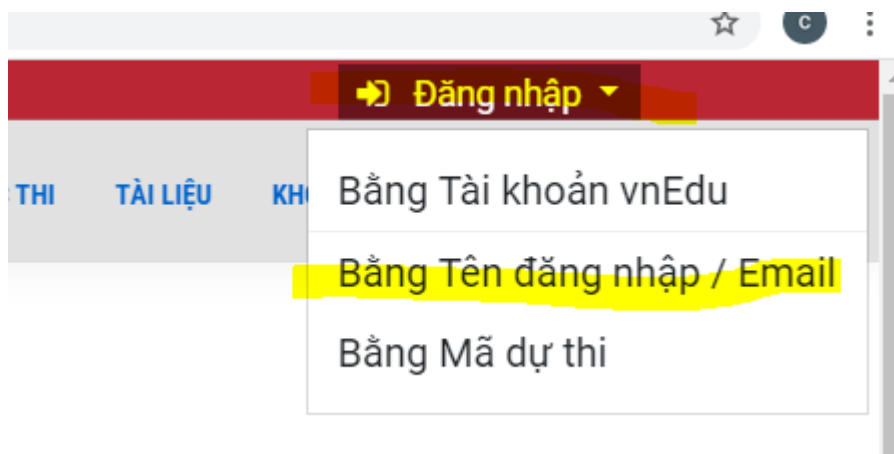 C
Đăng nhập
THI TÀI LIỆU
Bằng Tài khoản vnEdu
Bằng Tên đăng nhập / Email
Bằng Mã dự thi